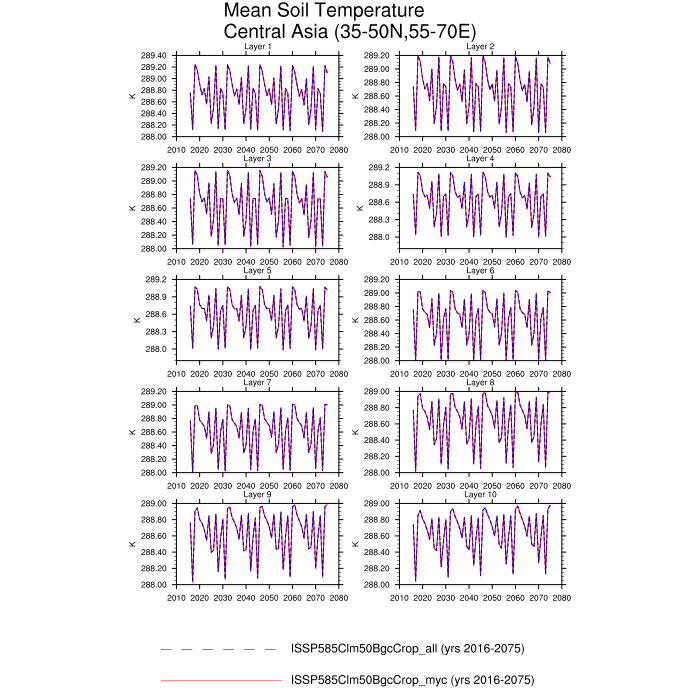 Mean Soil Temperature
Central Asia (35-50N,55-70E)
Layer 1
Layer 2
289.40
289.20
289.00
288.80
288.60
288.40
288.20
288.00
K
2010 2020 2030 2040 2050 2060 2070 2080
289.20
289.00
288.80
288.60
288.40
288.20
288.00
K
2010 2020 2030 2040 2050 2060 2070 2080
Layer 3
Layer 4
289.20
289.00
288.80
288.60
288.40
288.20
288.00
K
2010 2020 2030 2040 2050 2060 2070 2080
289.2
288.9
288.6
288.3
288.0
K
2010 2020 2030 2040 2050 2060 2070 2080
Layer 5
Layer 6
289.2
288.9
288.6
288.3
288.0
K
2010 2020 2030 2040 2050 2060 2070 2080
289.20
289.00
288.80
288.60
288.40
288.20
288.00
K
2010 2020 2030 2040 2050 2060 2070 2080
Layer 7
Layer 8
289.20
289.00
288.80
288.60
288.40
288.20
288.00
K
2010 2020 2030 2040 2050 2060 2070 2080
289.00
288.80
288.60
288.40
288.20
288.00
K
2010 2020 2030 2040 2050 2060 2070 2080
Layer 9
Layer 10
289.00
288.80
288.60
288.40
288.20
288.00
K
2010 2020 2030 2040 2050 2060 2070 2080
289.00
288.80
288.60
288.40
288.20
288.00
K
2010 2020 2030 2040 2050 2060 2070 2080
ISSP585Clm50BgcCrop_all (yrs 2016-2075)
ISSP585Clm50BgcCrop_myc (yrs 2016-2075)